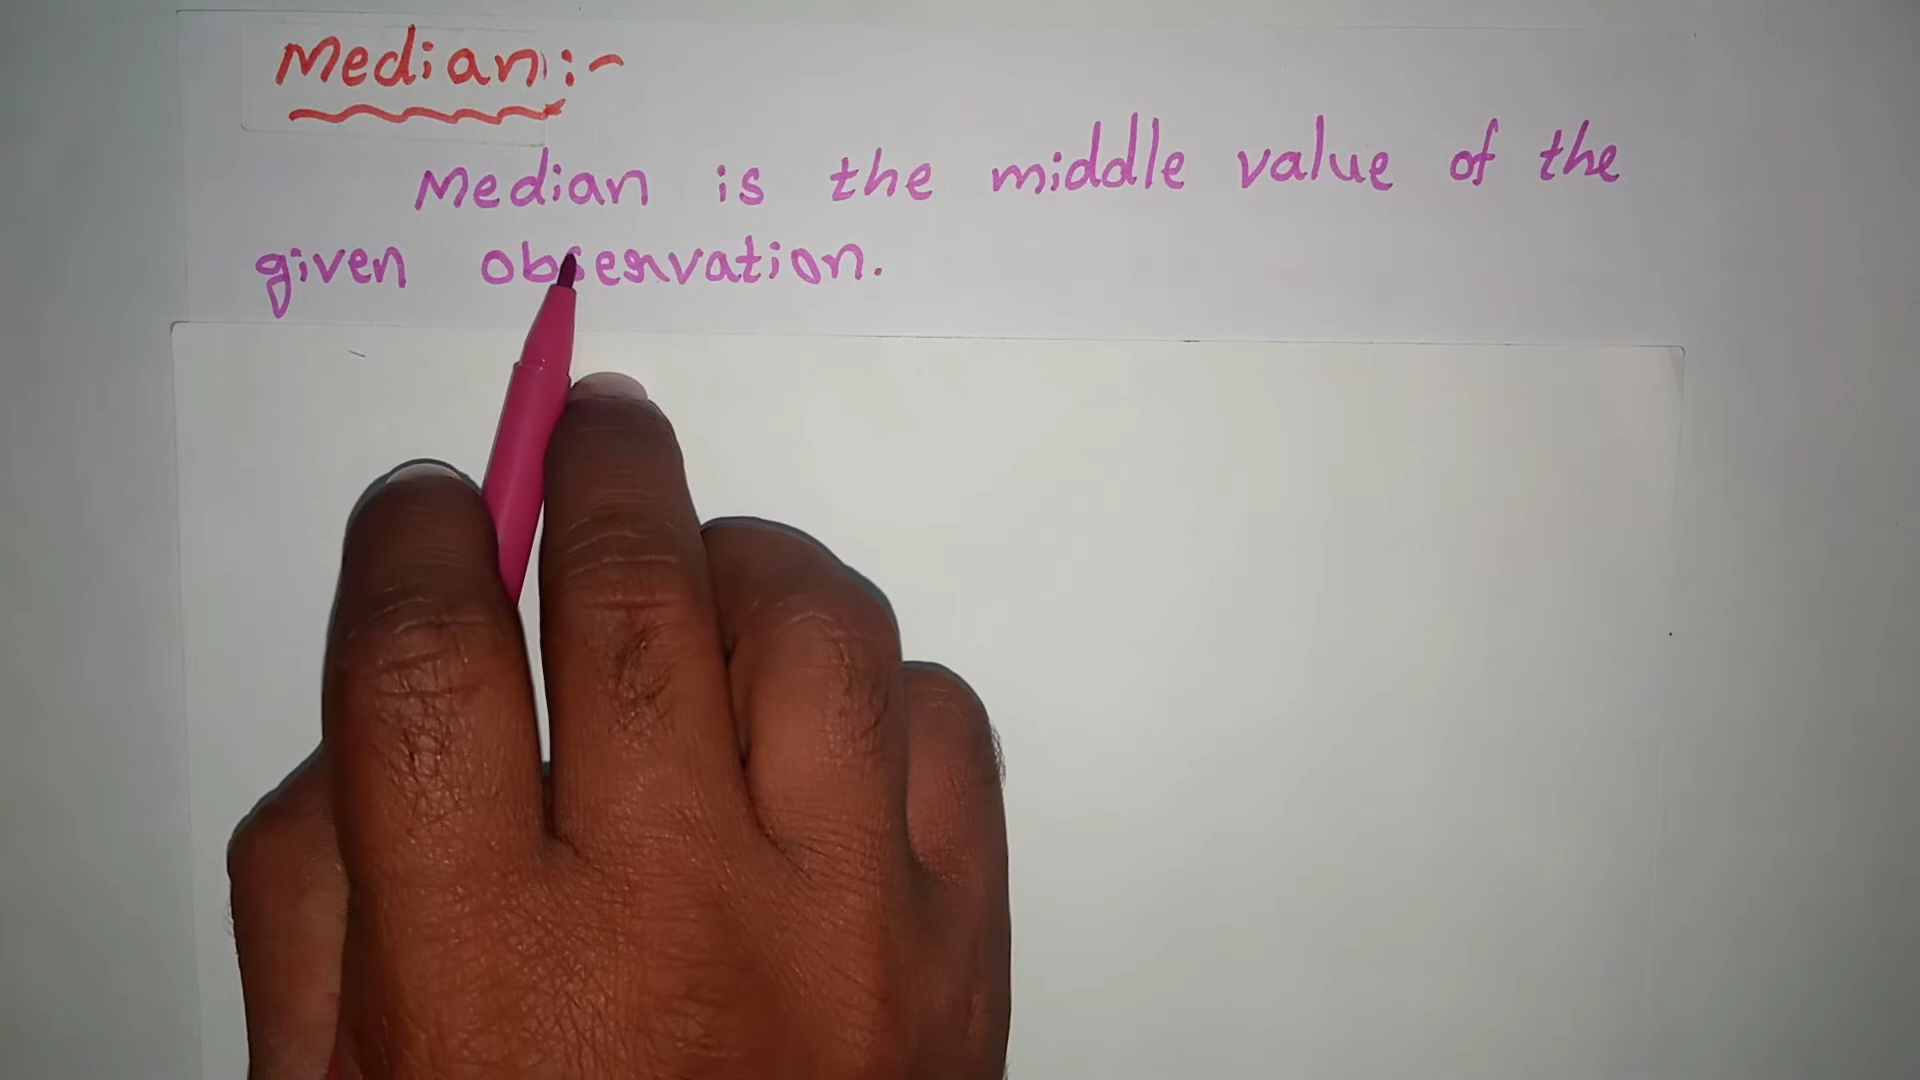 Median:-
Median is the middle value of the
given observation.